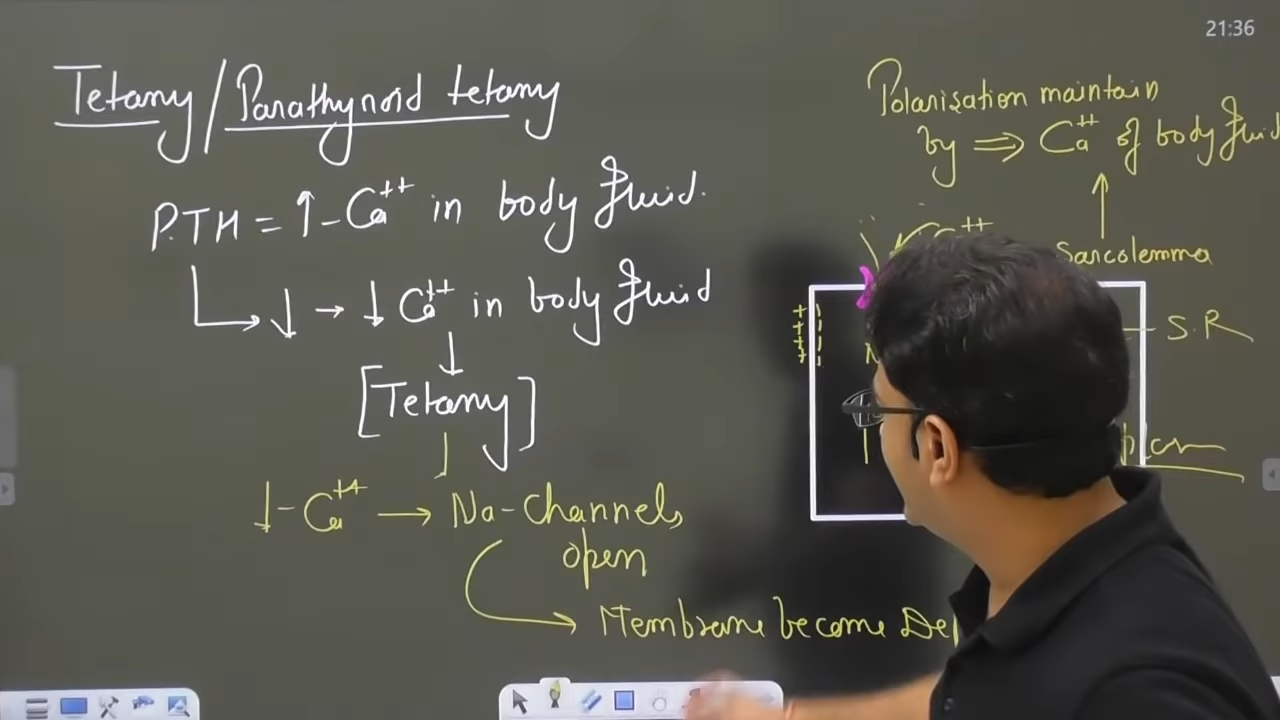 21:36
Tetany/Parathyroid tetany
P.TH = ↑-Ca++ in body fluid.
↓ → ↓ Ca++ in body fluid
[Tetany]
↓-Ca++ → Na-channels
open
Membrane become
Polarisation maintain
by ⇒ Ca++ of body fluid
Sarcolemma
S.R